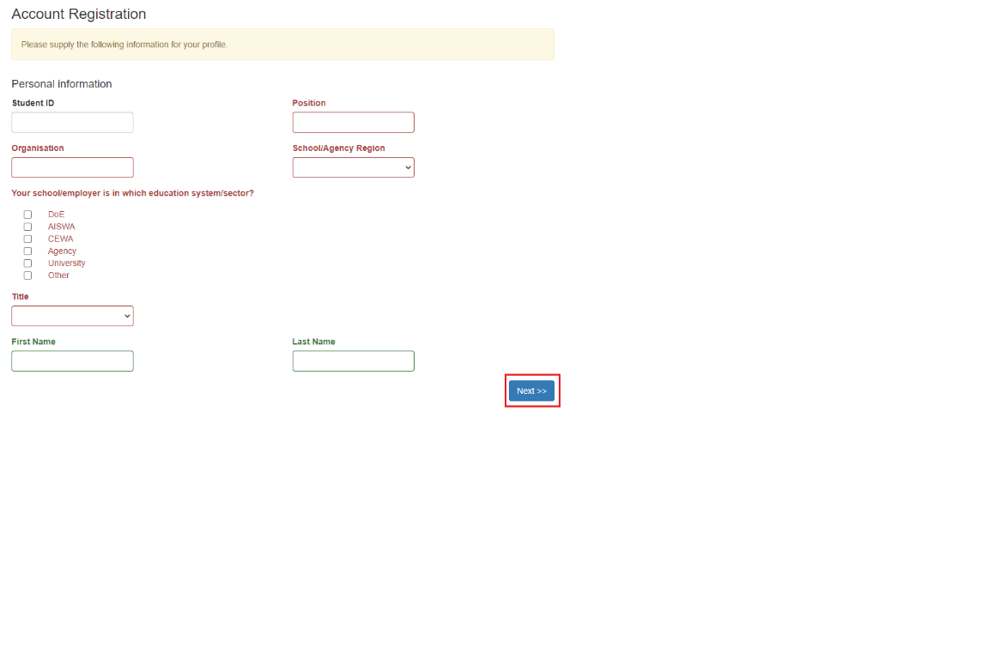 Account Registration
Please supply the following information for your profile.
Personal information
Student ID
Position
Organisation
School/Agency Region
Your school/employer is in which education system/sector?
DoE
AISWA
CEWA
Agency
University
Other
Title
First Name
Last Name
Next >>